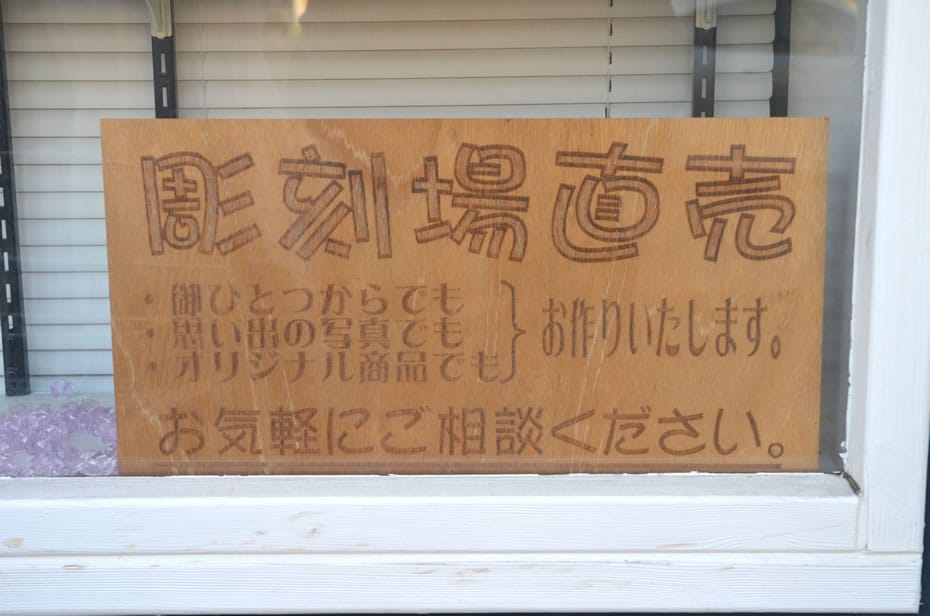 彫刻場直売
・御ひとつからでも
・思い出の写真でも
・オリジナル商品でも
お作りいたします。
お気軽にご相談ください。